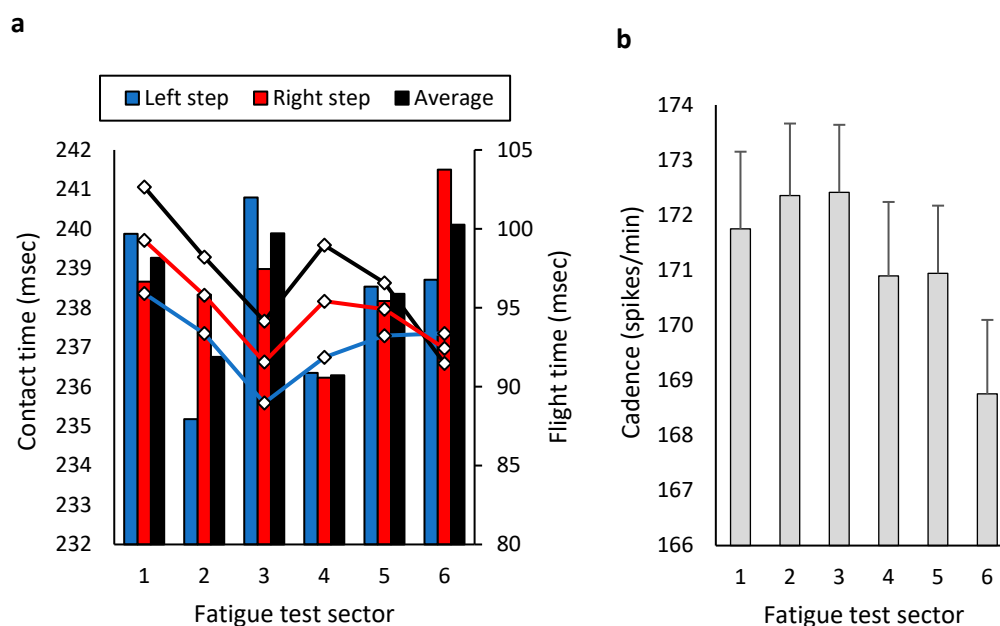 a
Left step Right step Average
242
241
240
239
238
237
236
235
234
233
232
Contact time (msec)
105
100
95
90
85
80
Flight time (msec)
1 2 3 4 5 6
Fatigue test sector
b
174
173
172
171
170
169
168
167
166
Cadence (spikes/min)
1 2 3 4 5 6
Fatigue test sector